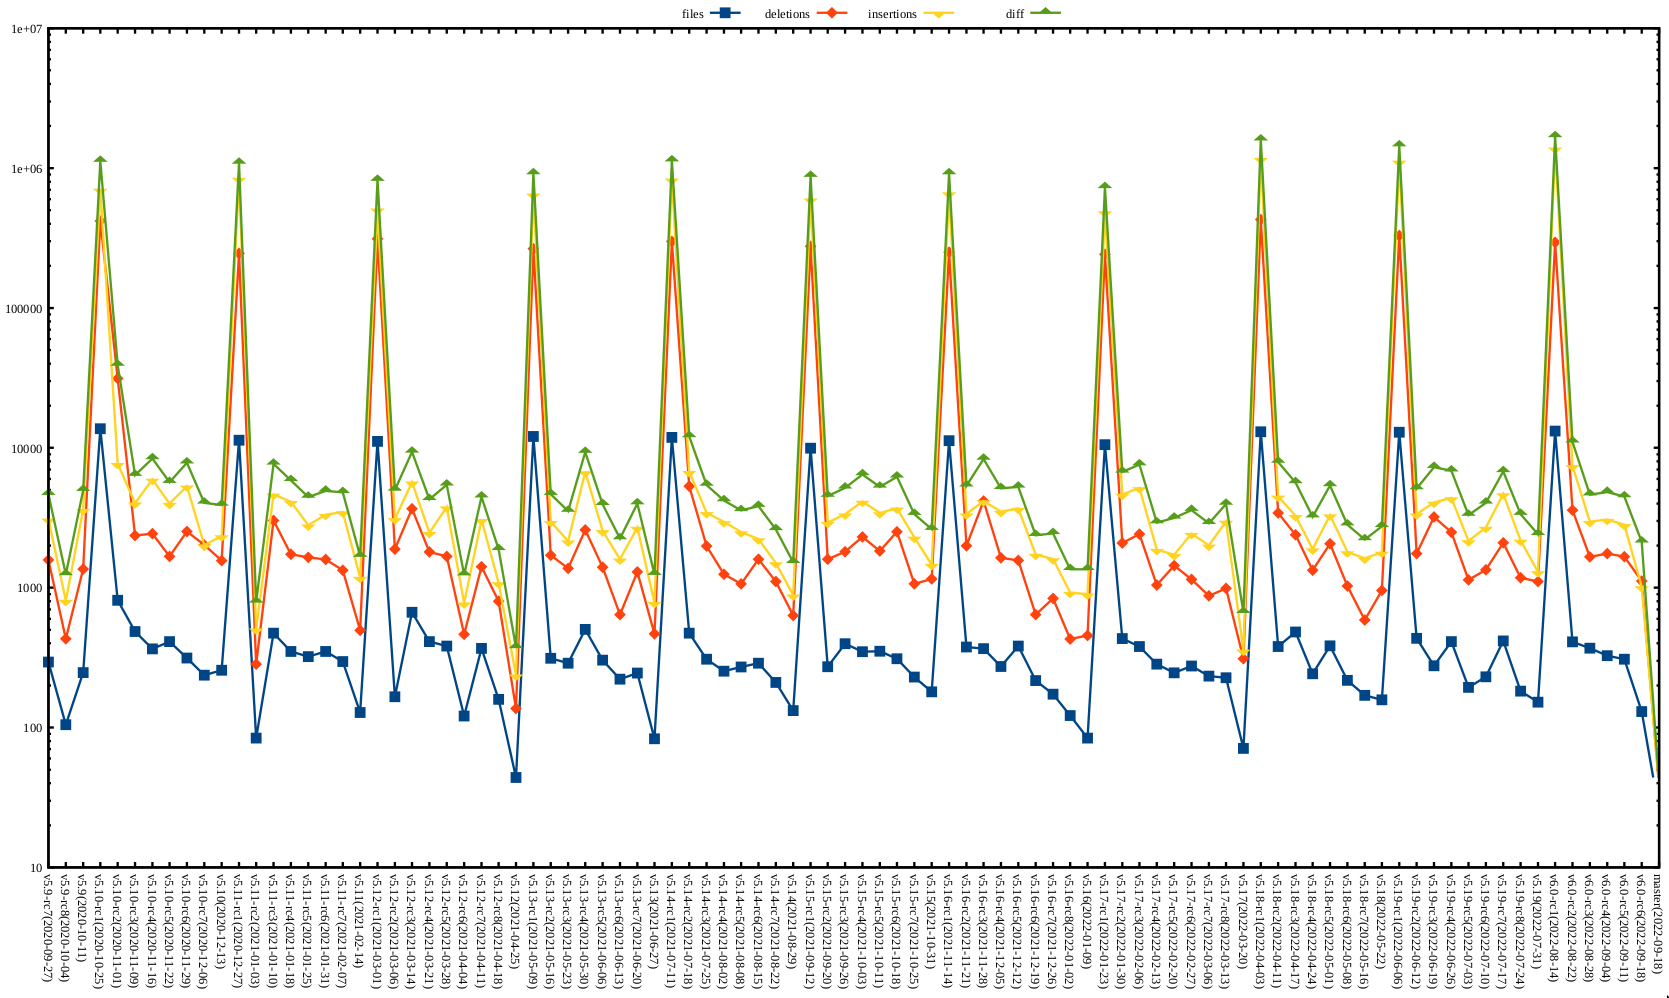 files deletions insertions diff
1e+07
1e+06
100000
10000
1000
100
10
v5.9-rc7(2020-09-27)
v5.9-rc8(2020-10-04)
v5.9(2020-10-11)
v5.10-rc1(2020-10-25)
v5.10-rc2(2020-11-01)
v5.10-rc3(2020-11-09)
v5.10-rc4(2020-11-16)
v5.10-rc5(2020-11-22)
v5.10-rc6(2020-11-29)
v5.10-rc7(2020-12-06)
v5.10(2020-12-13)
v5.11-rc1(2020-12-27)
v5.11-rc2(2021-01-03)
v5.11-rc3(2021-01-10)
v5.11-rc4(2021-01-18)
v5.11-rc5(2021-01-25)
v5.11-rc6(2021-01-31)
v5.11-rc7(2021-02-07)
v5.11(2021-02-14)
v5.12-rc1(2021-03-01)
v5.12-rc2(2021-03-06)
v5.12-rc3(2021-03-14)
v5.12-rc4(2021-03-21)
v5.12-rc5(2021-03-28)
v5.12-rc6(2021-04-04)
v5.12-rc7(2021-04-11)
v5.12-rc8(2021-04-18)
v5.12(2021-04-25)
v5.13-rc1(2021-05-09)
v5.13-rc2(2021-05-16)
v5.13-rc3(2021-05-23)
v5.13-rc4(2021-05-30)
v5.13-rc5(2021-06-06)
v5.13-rc6(2021-06-13)
v5.13-rc7(2021-06-20)
v5.13(2021-06-27)
v5.14-rc1(2021-07-11)
v5.14-rc2(2021-07-18)
v5.14-rc3(2021-07-25)
v5.14-rc4(2021-08-01)
v5.14-rc5(2021-08-08)
v5.14-rc6(2021-08-15)
v5.14-rc7(2021-08-22)
v5.14(2021-08-29)
v5.15-rc1(2021-09-12)
v5.15-rc2(2021-09-20)
v5.15-rc3(2021-09-26)
v5.15-rc4(2021-10-03)
v5.15-rc5(2021-10-11)
v5.15-rc6(2021-10-18)
v5.15-rc7(2021-10-25)
v5.15(2021-10-31)
v5.16-rc1(2021-11-14)
v5.16-rc2(2021-11-21)
v5.16-rc3(2021-11-28)
v5.16-rc4(2021-12-05)
v5.16-rc5(2021-12-12)
v5.16-rc6(2021-12-19)
v5.16-rc7(2021-12-26)
v5.16-rc8(2022-01-02)
v5.16(2022-01-09)
v5.17-rc1(2022-01-23)
v5.17-rc2(2022-01-30)
v5.17-rc3(2022-02-06)
v5.17-rc4(2022-02-13)
v5.17-rc5(2022-02-20)
v5.17-rc6(2022-02-27)
v5.17-rc7(2022-03-06)
v5.17-rc8(2022-03-13)
v5.17(2022-03-20)
v5.18-rc1(2022-04-03)
v5.18-rc2(2022-04-11)
v5.18-rc3(2022-04-17)
v5.18-rc4(2022-04-24)
v5.18-rc5(2022-05-01)
v5.18-rc6(2022-05-08)
v5.18-rc7(2022-05-16)
v5.18(2022-05-22)
v5.19-rc1(2022-06-06)
v5.19-rc2(2022-06-12)
v5.19-rc3(2022-06-19)
v5.19-rc4(2022-06-26)
v5.19-rc5(2022-07-03)
v5.19-rc6(2022-07-10)
v5.19-rc7(2022-07-17)
v5.19-rc8(2022-07-24)
v5.19(2022-07-31)
v6.0-rc1(2022-08-14)
v6.0-rc2(2022-08-22)
v6.0-rc3(2022-08-28)
v6.0-rc4(2022-09-04)
v6.0-rc5(2022-09-11)
v6.0-rc6(2022-09-18)
master(2022-09-18)